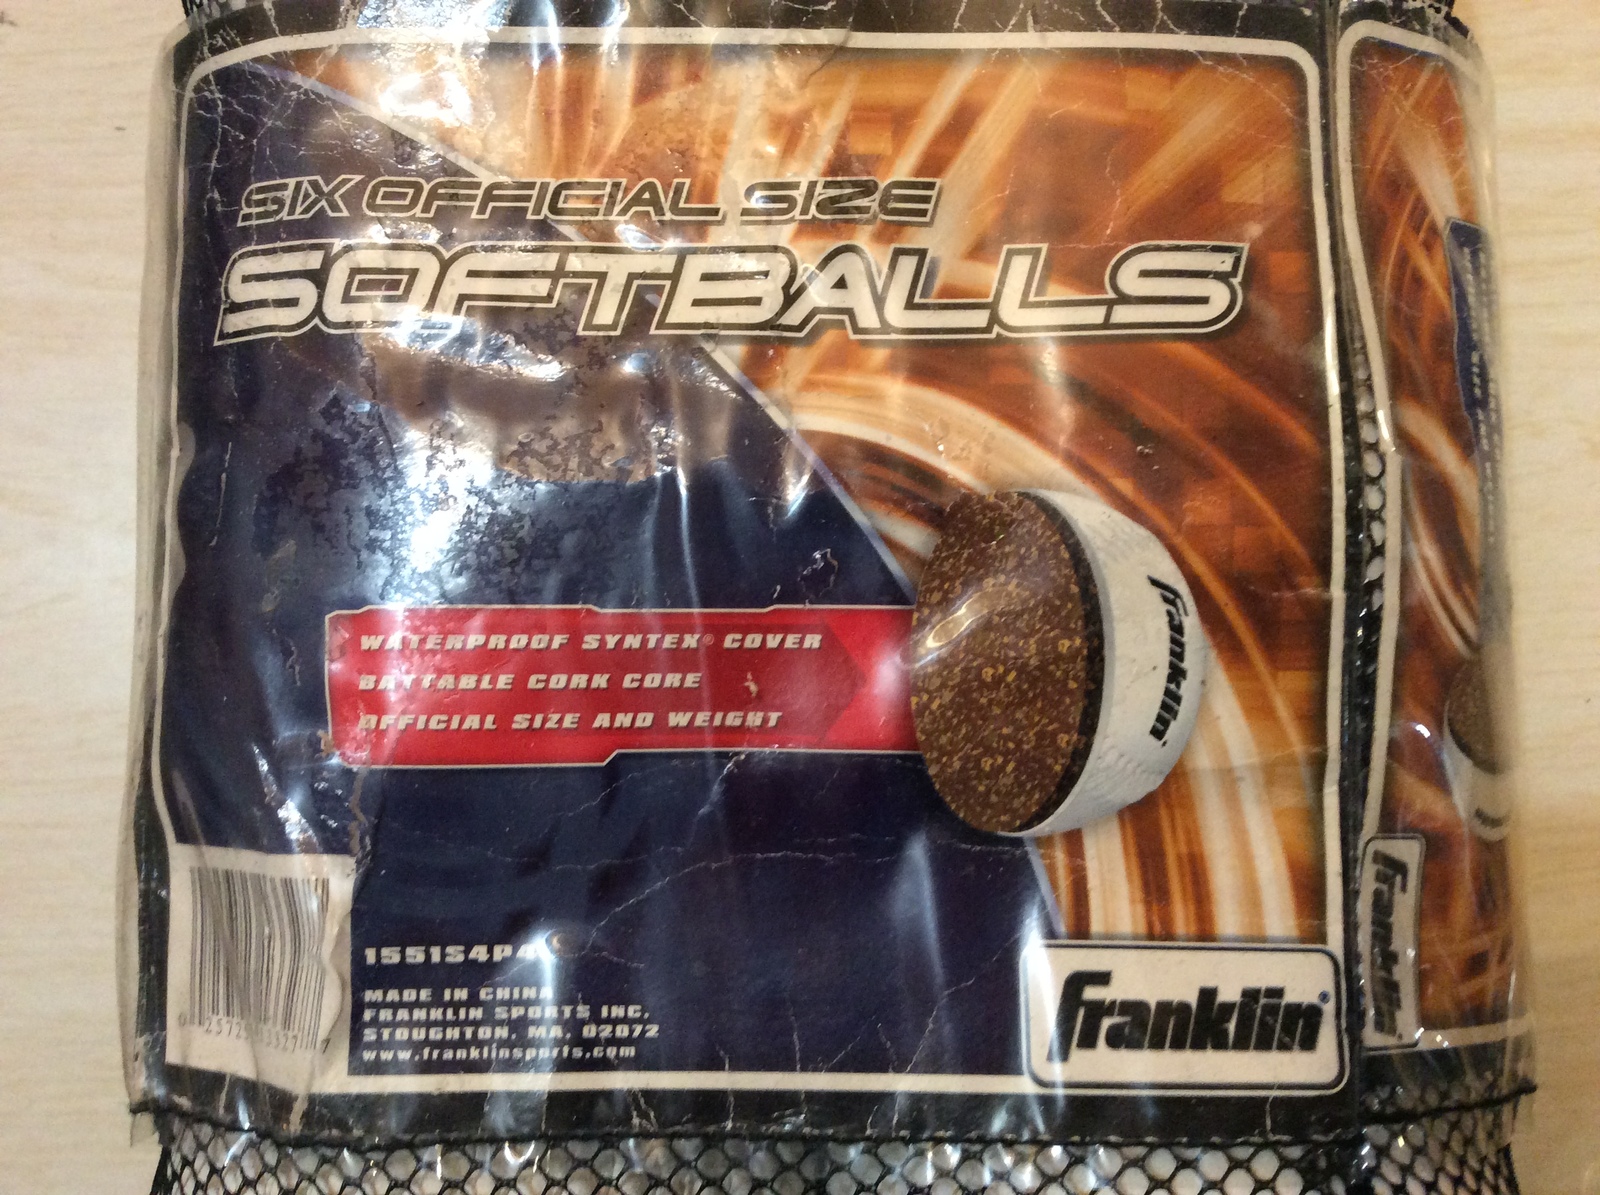 SIX OFFICIAL SIZE
SOFTBALLS
WATERPROOF SYNTEX® COVER
BATTABLE CORK CORE
OFFICIAL SIZE AND WEIGHT
franklin
1551S4P4
MADE IN CHINA
FRANKLIN SPORTS INC.
STOUGHTON, MA. 02072
www.franklinsports.com
franklin®
franklin